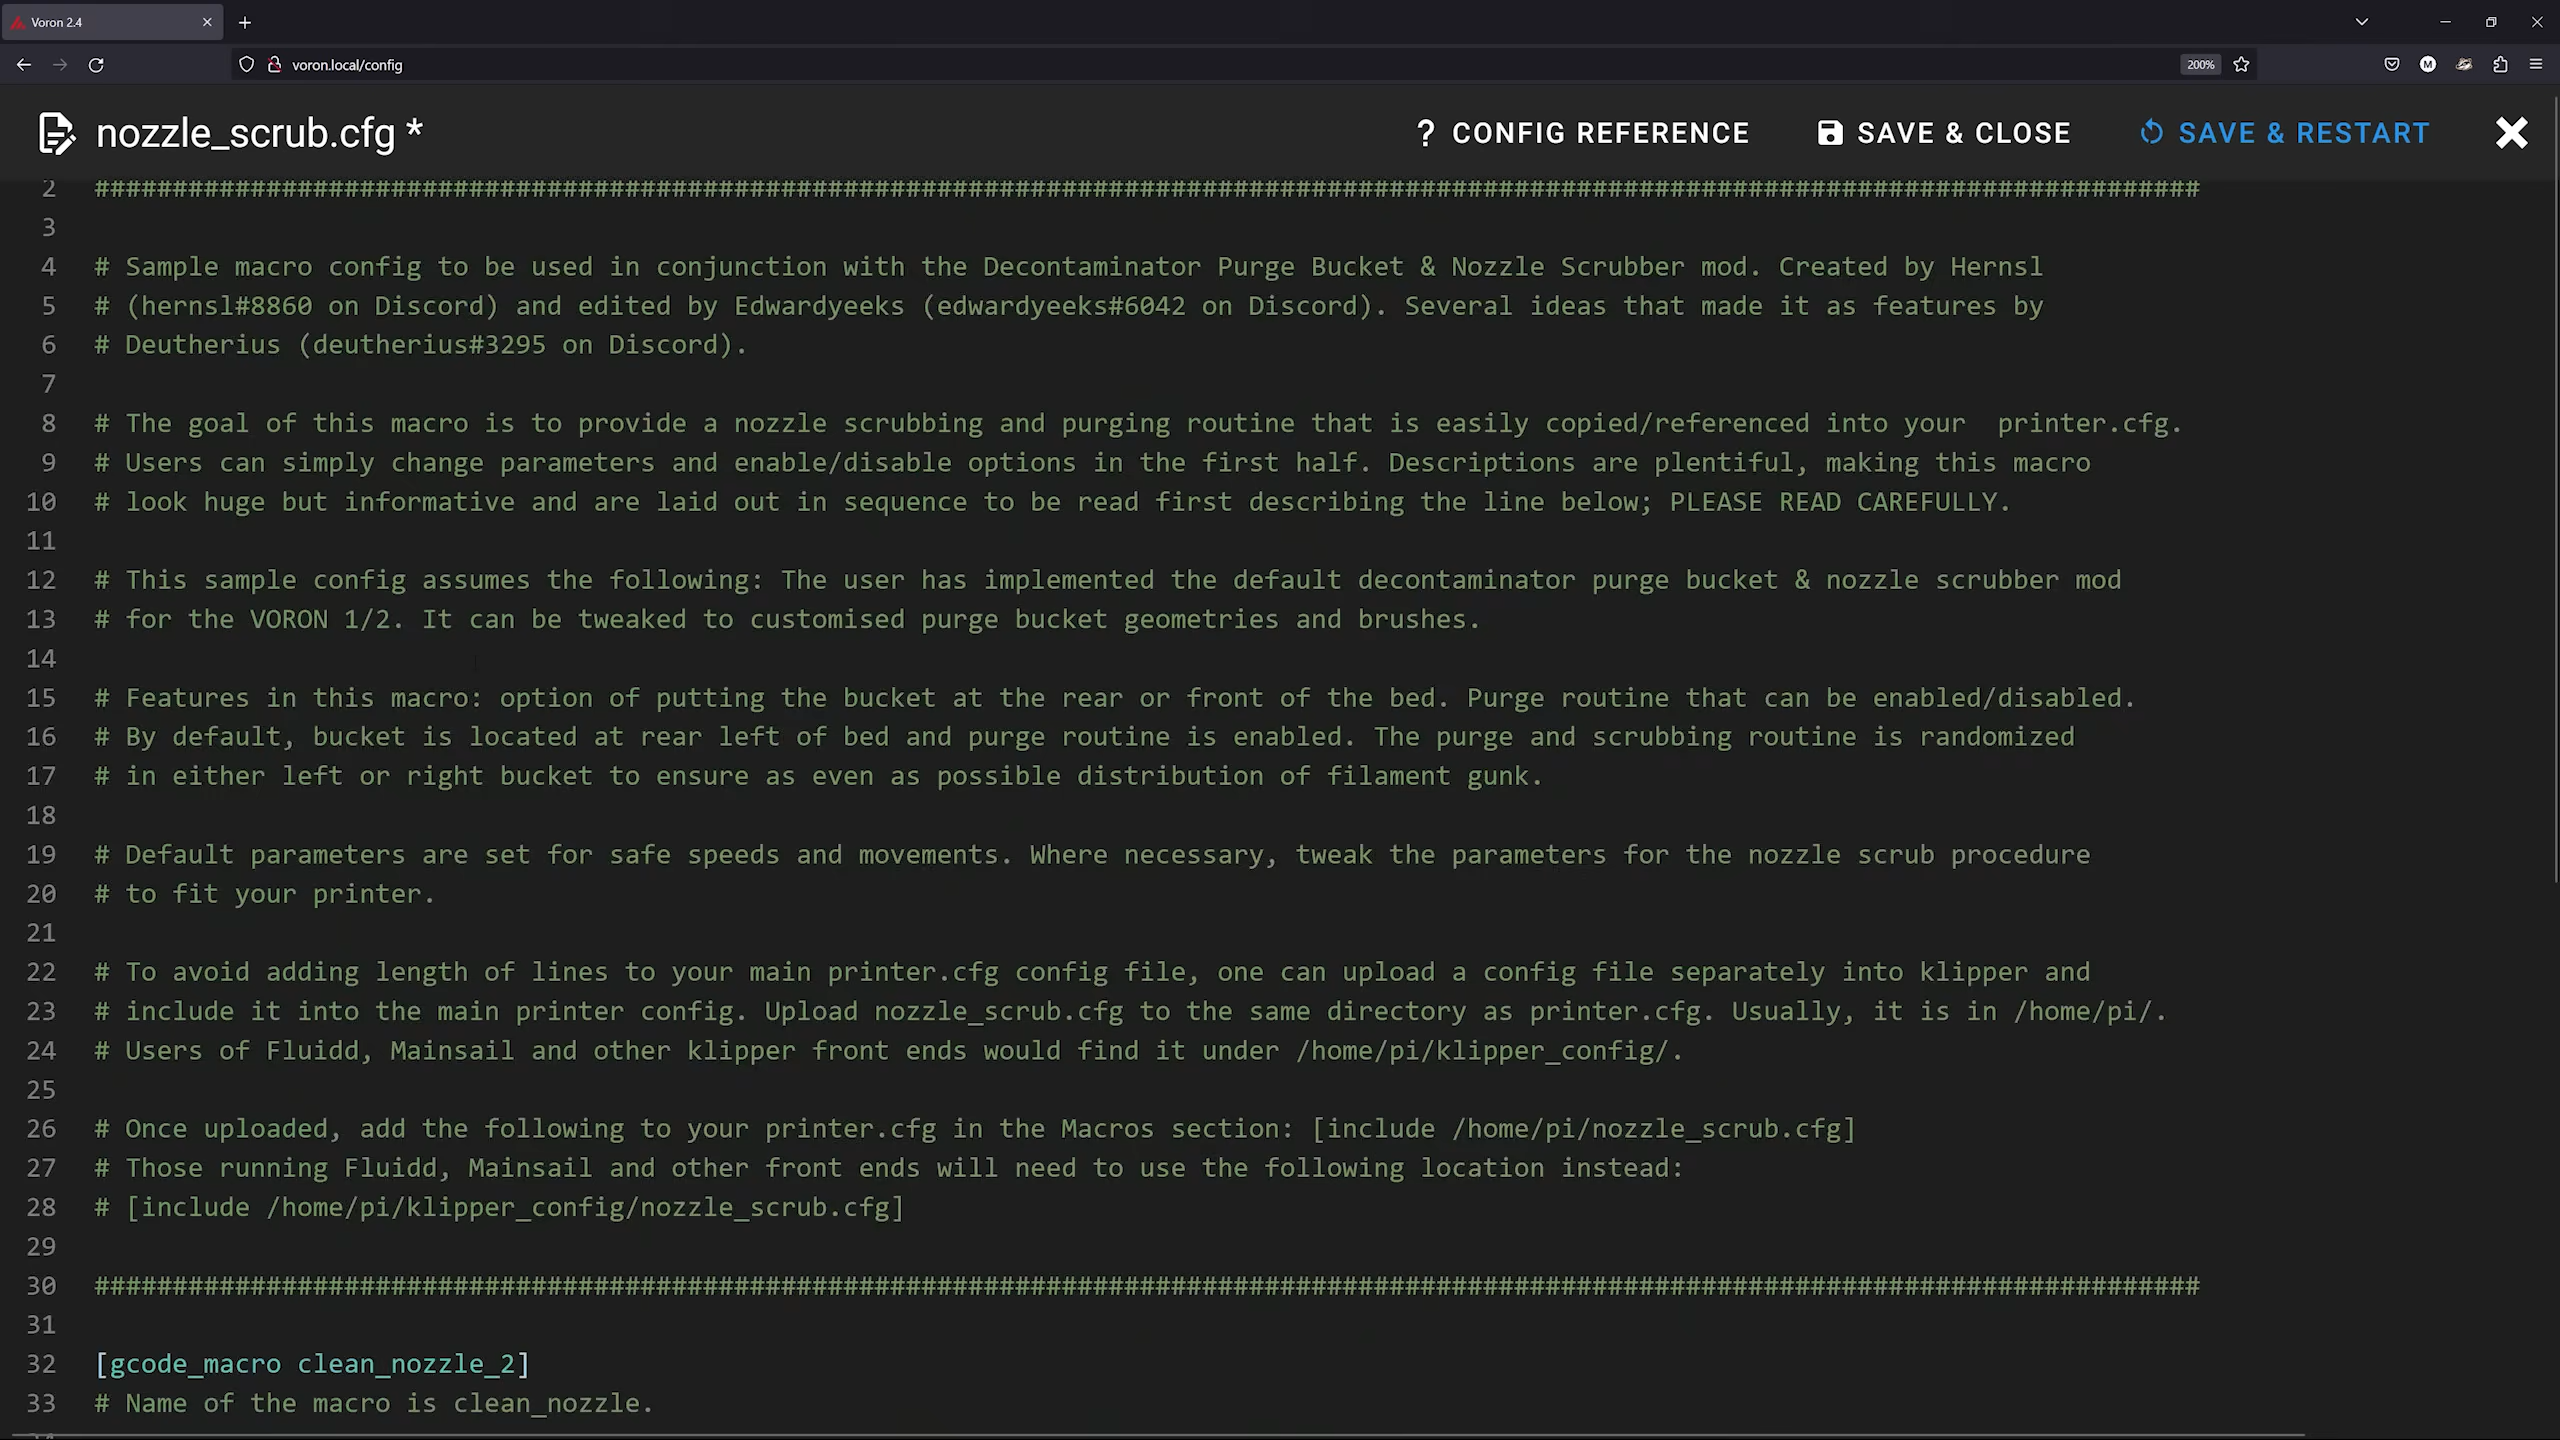 Voron 2.4
voron.local/config
200%
M
nozzle_scrub.cfg *
? CONFIG REFERENCE
SAVE & CLOSE
SAVE & RESTART
2 #######################################################################################################################################
3
4 # Sample macro config to be used in conjunction with the Decontaminator Purge Bucket & Nozzle Scrubber mod. Created by Hernsl
5 # (hernsl#8860 on Discord) and edited by Edwardyeeks (edwardyeeks#6042 on Discord). Several ideas that made it as features by
6 # Deutherius (deutherius#3295 on Discord).
7
8 # The goal of this macro is to provide a nozzle scrubbing and purging routine that is easily copied/referenced into your  printer.cfg.
9 # Users can simply change parameters and enable/disable options in the first half. Descriptions are plentiful, making this macro
10 # look huge but informative and are laid out in sequence to be read first describing the line below; PLEASE READ CAREFULLY.
11
12 # This sample config assumes the following: The user has implemented the default decontaminator purge bucket & nozzle scrubber mod
13 # for the VORON 1/2. It can be tweaked to customised purge bucket geometries and brushes.
14
15 # Features in this macro: option of putting the bucket at the rear or front of the bed. Purge routine that can be enabled/disabled.
16 # By default, bucket is located at rear left of bed and purge routine is enabled. The purge and scrubbing routine is randomized
17 # in either left or right bucket to ensure as even as possible distribution of filament gunk.
18
19 # Default parameters are set for safe speeds and movements. Where necessary, tweak the parameters for the nozzle scrub procedure
20 # to fit your printer.
21
22 # To avoid adding length of lines to your main printer.cfg config file, one can upload a config file separately into klipper and
23 # include it into the main printer config. Upload nozzle_scrub.cfg to the same directory as printer.cfg. Usually, it is in /home/pi/.
24 # Users of Fluidd, Mainsail and other klipper front ends would find it under /home/pi/klipper_config/.
25
26 # Once uploaded, add the following to your printer.cfg in the Macros section: [include /home/pi/nozzle_scrub.cfg]
27 # Those running Fluidd, Mainsail and other front ends will need to use the following location instead:
28 # [include /home/pi/klipper_config/nozzle_scrub.cfg]
29
30 #######################################################################################################################################
31
32 [gcode_macro clean_nozzle_2]
33 # Name of the macro is clean_nozzle.